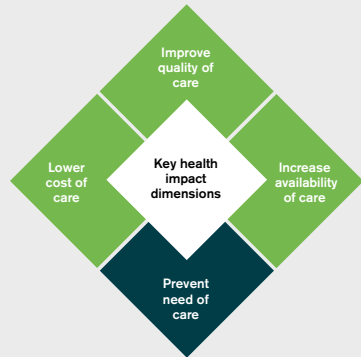 Improve
quality of
care
Lower
cost of
care
Key health
impact
dimensions
Increase
availability
of care
Prevent
need of
care